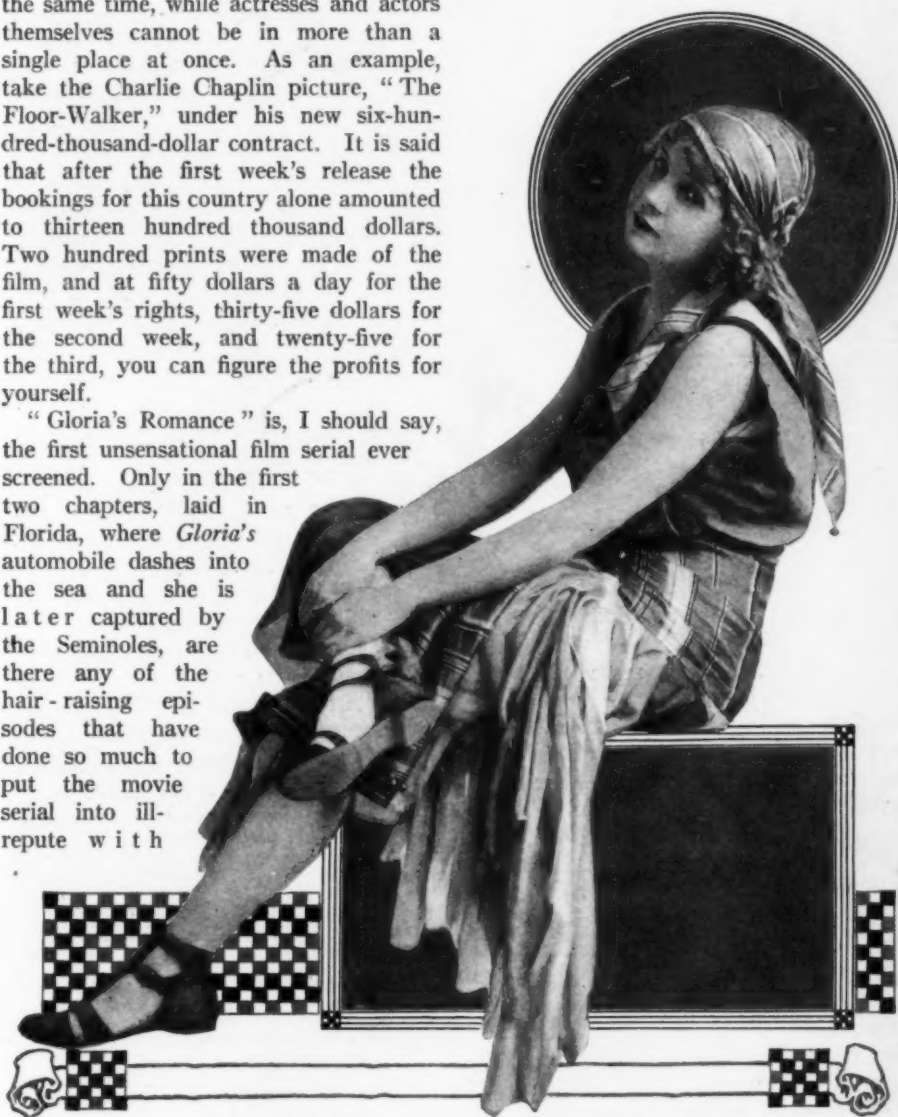 the same time, while actresses and actors
themselves cannot be in more than a
single place at once. As an example,
take the Charlie Chaplin picture, “ The
Floor-Walker,” under his new six-hun-
dred-thousand-dollar contract. It is said
that after the first week's release the
bookings for this country alone amounted
to thirteen hundred thousand dollars.
Two hundred prints were made of the
film, and at fifty dollars a day for the
first week's rights, thirty-five dollars for
the second week, and twenty-five for
the third, you can figure the profits for
yourself.
“ Gloria's Romance ” is, I should say,
the first unsensational film serial ever
screened. Only in the first
two chapters, laid in
Florida, where Gloria's
automobile dashes into
the sea and she is
later captured by
the Seminoles, are
there any of the
hair-raising epi-
sodes that have
done so much to
put the movie
serial into ill-
repute with